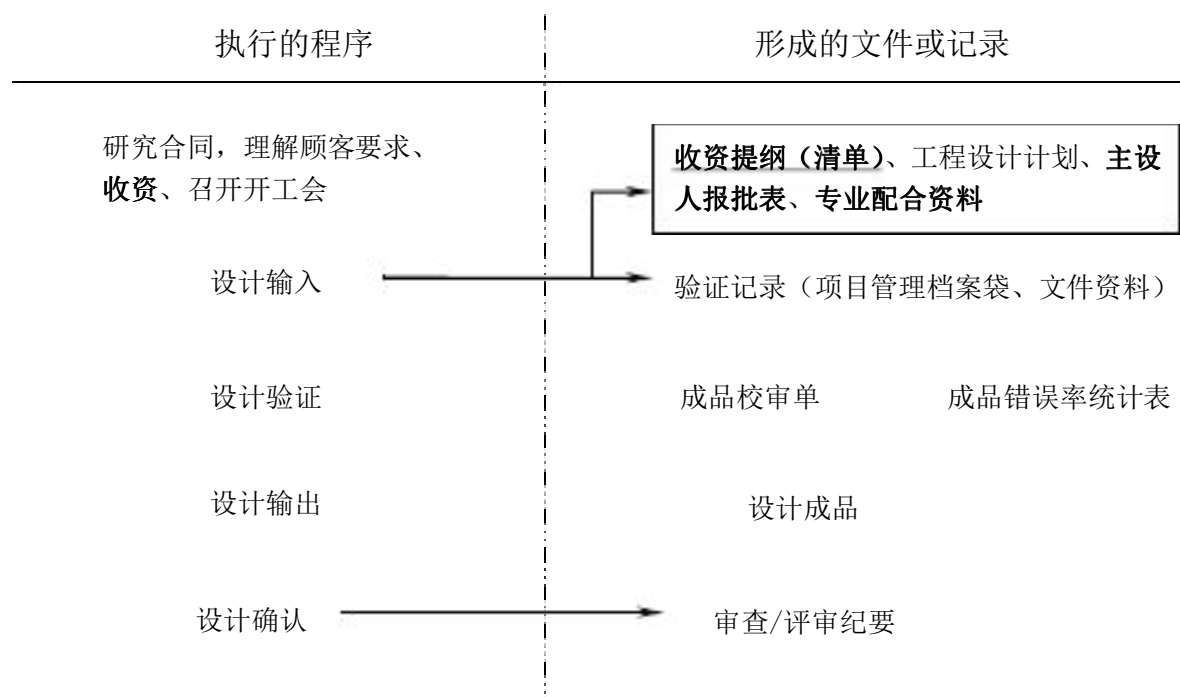 执行的程序
形成的文件或记录
研究合同，理解顾客要求、
收资、召开开工会
收资提纲（清单）、工程设计计划、主设
人报批表、专业配合资料
设计输入
验证记录（项目管理档案袋、文件资料）
设计验证
成品校审单
成品错误率统计表
设计输出
设计成品
设计确认
审查/评审纪要